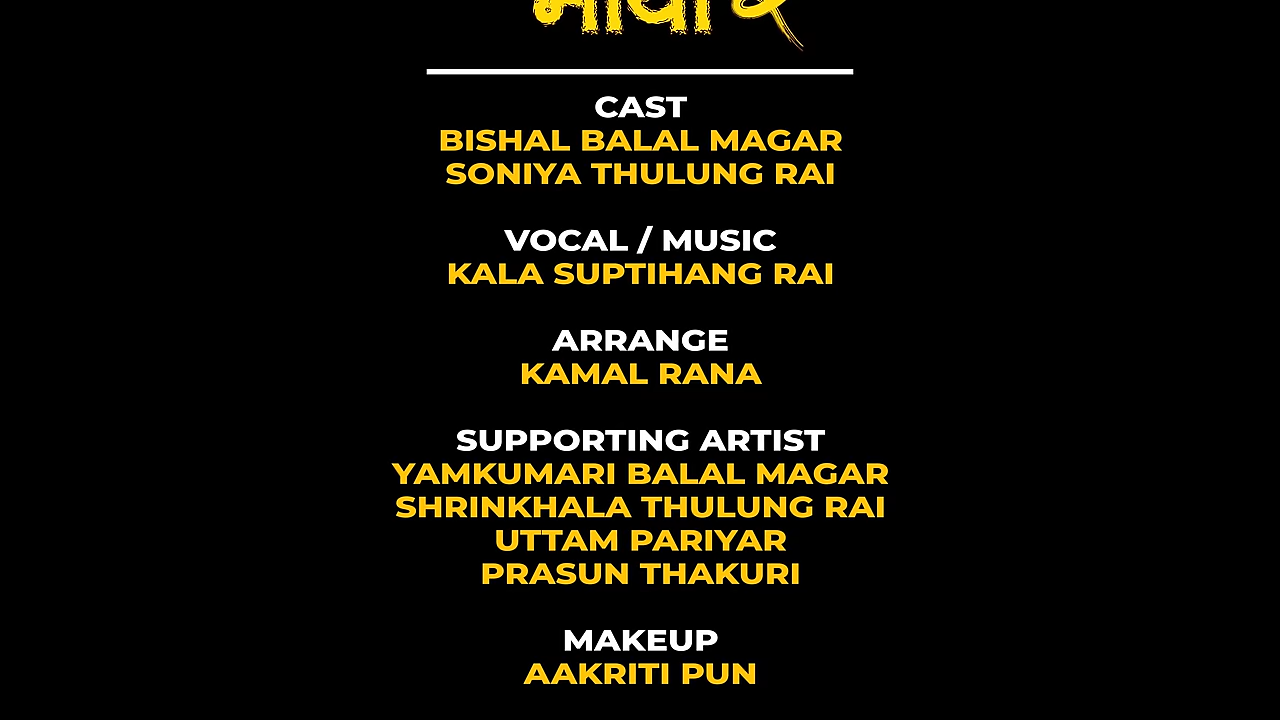 CAST
BISHAL BALAL MAGAR
SONIYA THULUNG RAI
VOCAL / MUSIC
KALA SUPTIHANG RAI
ARRANGE
KAMAL RANA
SUPPORTING ARTIST
YAMKUMARI BALAL MAGAR
SHRINKHALA THULUNG RAI
UTTAM PARIYAR
PRASUN THAKURI
MAKEUP
AAKRITI PUN